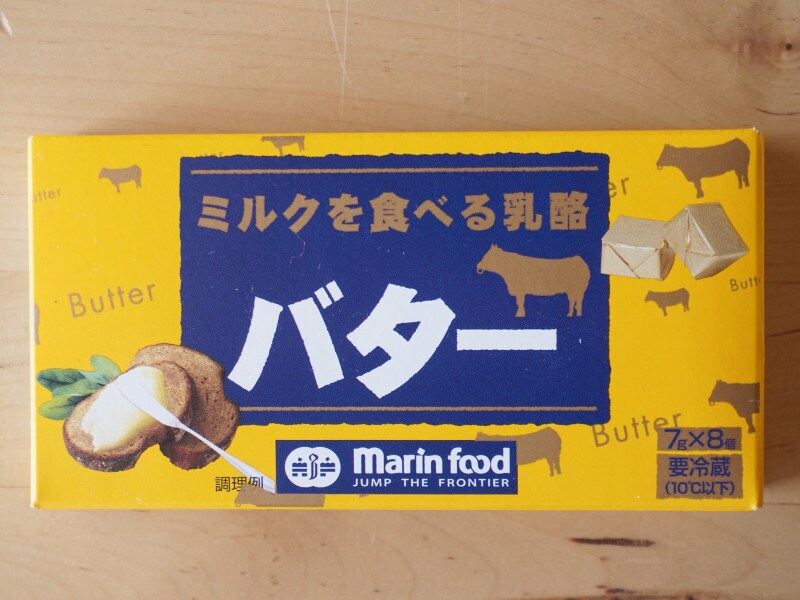 ミルクを食べる乳酪
バター
Butter
Butter
Butter
7g×8個
要冷蔵
(10℃以下)
marin food
JUMP THE FRONTIER
調理例